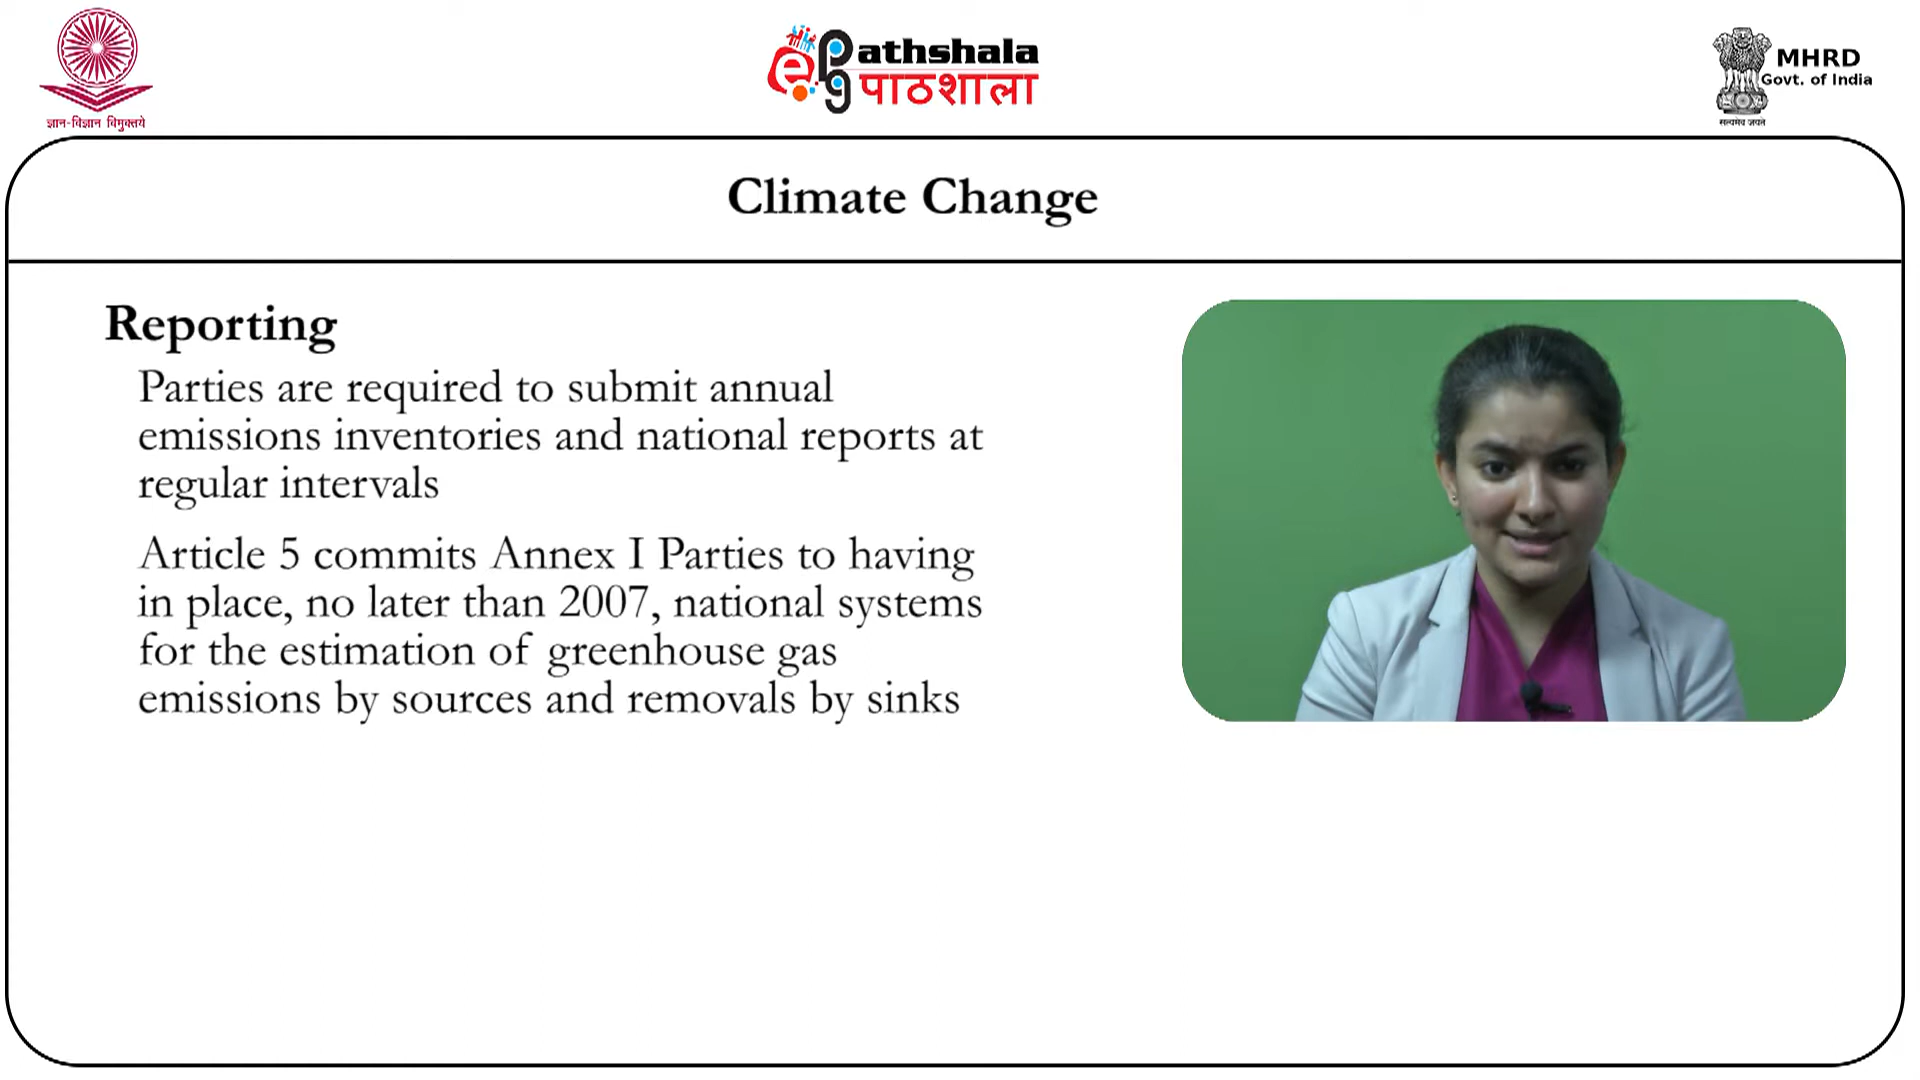 ज्ञान-विज्ञान विमुक्तये
ePathshala
पाठशाला
MHRD
Govt. of India
सत्यमेव जयते
Climate Change
Reporting
Parties are required to submit annual
emissions inventories and national reports at
regular intervals
Article 5 commits Annex I Parties to having
in place, no later than 2007, national systems
for the estimation of greenhouse gas
emissions by sources and removals by sinks